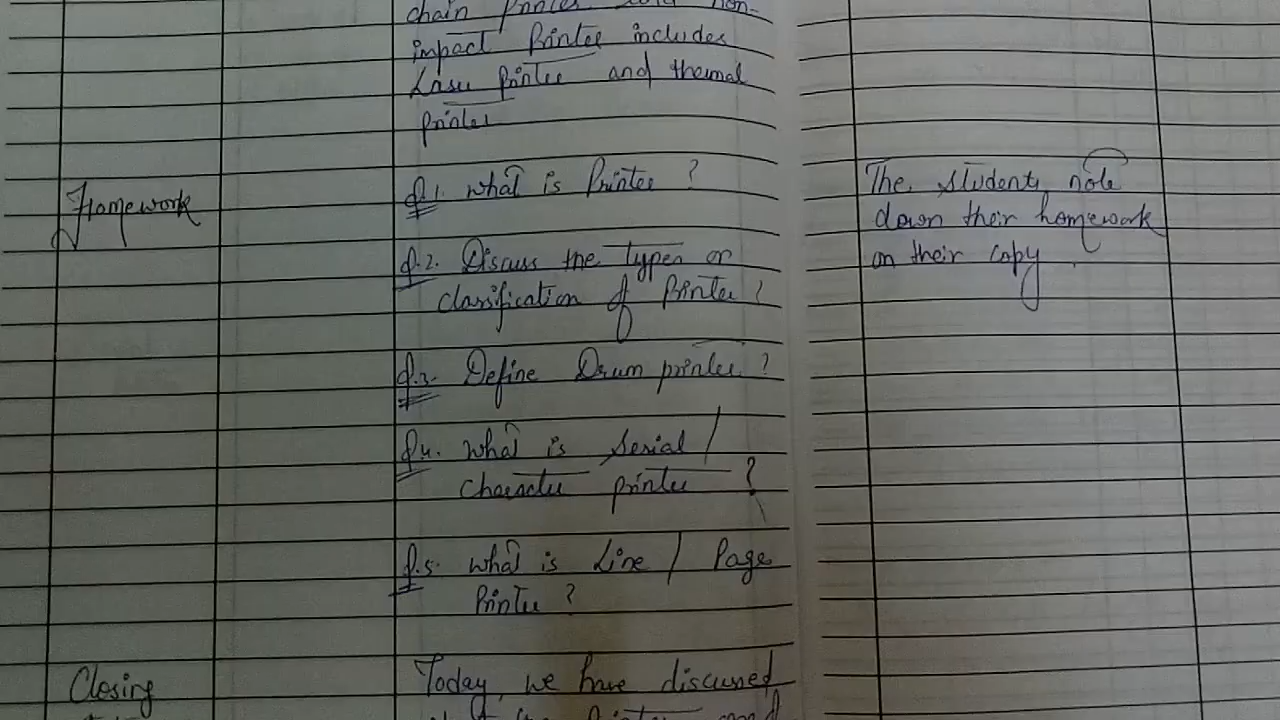 chain Printer
impact Printer includes
Laser Printer and thermal
printer
Homework
Q.1. What is Printer ?
Q.2. Discuss the types or
classification of Printer ?
Q.3. Define Drum printer ?
Q.4. What is Serial /
Character printer ?
Q.5. What is Line / Page
Printer ?
The students note
down their homework
on their copy.
Closing
Today, we have discussed